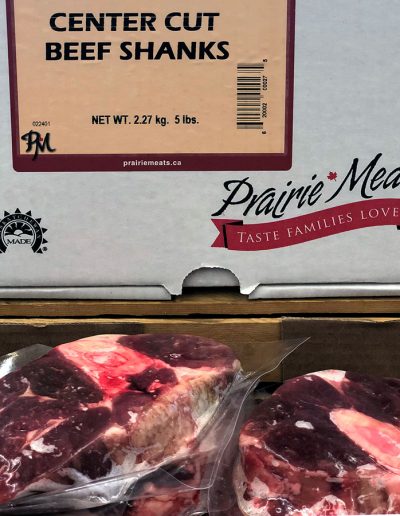 CENTER CUT
BEEF SHANKS
NET WT. 2.27 kg. 5 lbs.
022401
PM
prairiemeats.ca
Prairie Mea
TASTE FAMILIES LOVE
MADE